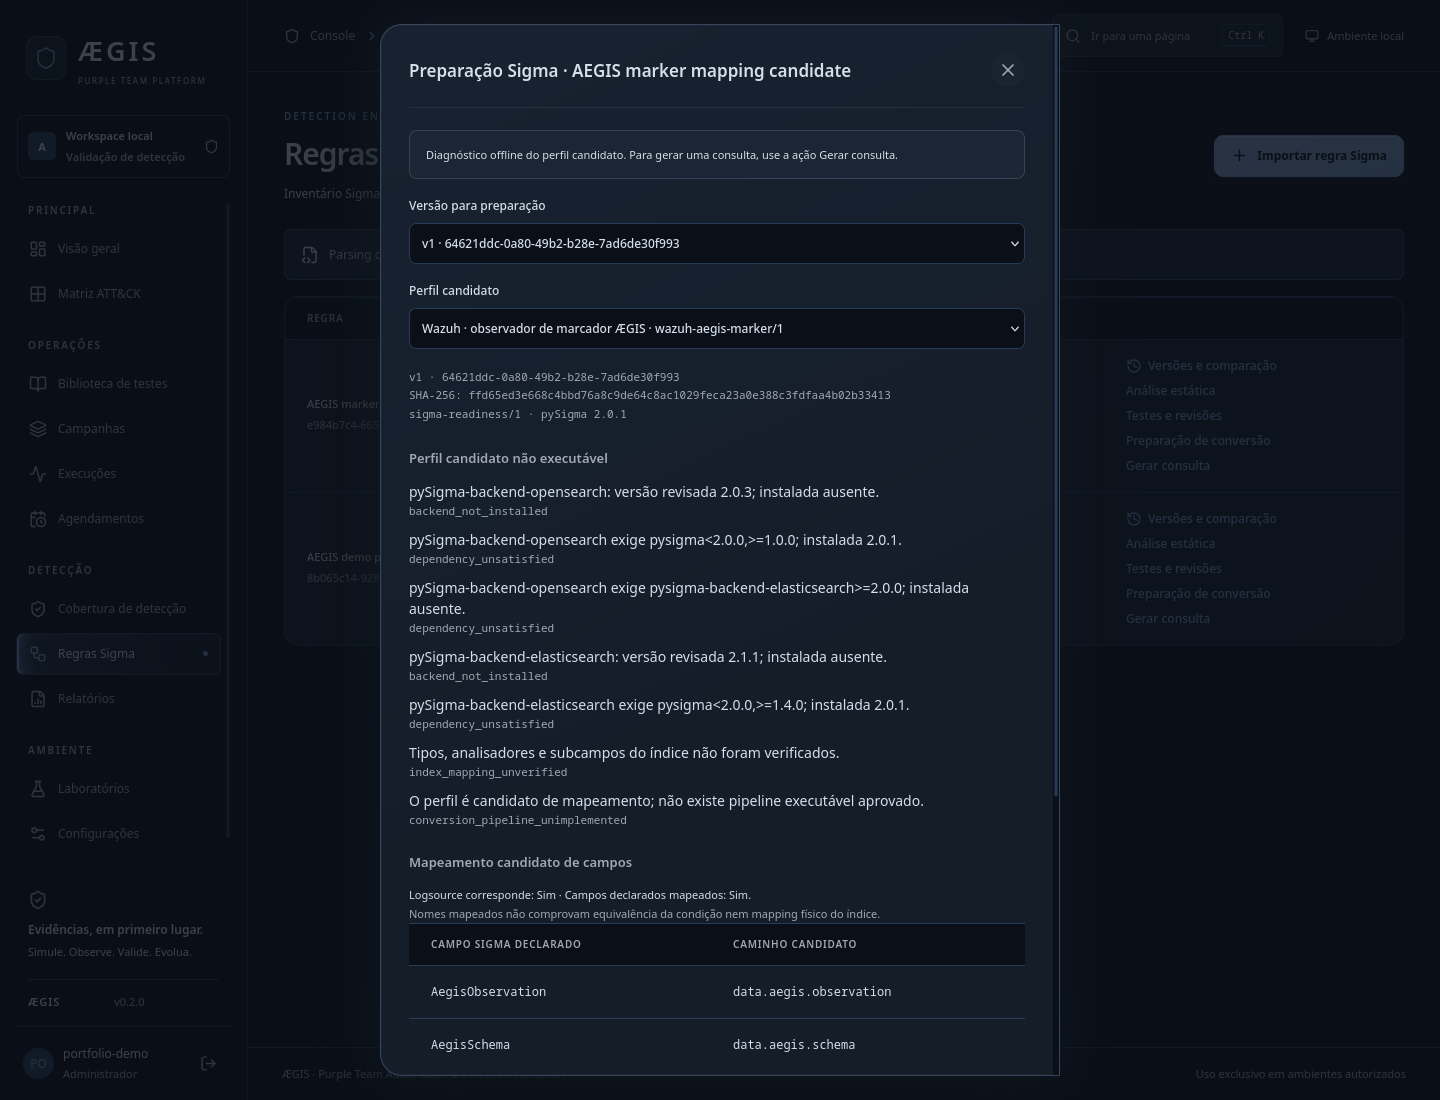 ÆGIS
PURPLE TEAM PLATFORM
A
Workspace local
Validação de detecção
PRINCIPAL
Visão geral
Matriz ATT&CK
OPERAÇÕES
Biblioteca de testes
Campanhas
Execuções
Agendamentos
DETECÇÃO
Cobertura de detecção
Regras Sigma
Relatórios
AMBIENTE
Laboratórios
Configurações
Evidências, em primeiro lugar.
Simule. Observe. Valide. Evolua.
ÆGIS v0.2.0
PO
portfolio-demo
Administrador
Console
Ir para uma página
Ctrl K
Ambiente local
DETECTION EN
Regras
Inventário Sigma
Importar regra Sigma
Parsing
REGRA
AEGIS marker
e984b7c4-665
Versões e comparação
Análise estática
Testes e revisões
Preparação de conversão
Gerar consulta
AEGIS demo p
8b065c14-928
Versões e comparação
Análise estática
Testes e revisões
Preparação de conversão
Gerar consulta
Preparação Sigma · AEGIS marker mapping candidate
Diagnóstico offline do perfil candidato. Para gerar uma consulta, use a ação Gerar consulta.
Versão para preparação
v1 · 64621ddc-0a80-49b2-b28e-7ad6de30f993
Perfil candidato
Wazuh · observador de marcador ÆGIS · wazuh-aegis-marker/1
v1 · 64621ddc-0a80-49b2-b28e-7ad6de30f993
SHA-256: ffd65ed3e668c4bbd76a8c9de64c8ac1029feca23a0e388c3fdfaa4b02b33413
sigma-readiness/1 · pySigma 2.0.1
Perfil candidato não executável
pySigma-backend-opensearch: versão revisada 2.0.3; instalada ausente.
backend_not_installed
pySigma-backend-opensearch exige pysigma<2.0.0,>=1.0.0; instalada 2.0.1.
dependency_unsatisfied
pySigma-backend-opensearch exige pysigma-backend-elasticsearch>=2.0.0; instalada
ausente.
dependency_unsatisfied
pySigma-backend-elasticsearch: versão revisada 2.1.1; instalada ausente.
backend_not_installed
pySigma-backend-elasticsearch exige pysigma<2.0.0,>=1.4.0; instalada 2.0.1.
dependency_unsatisfied
Tipos, analisadores e subcampos do índice não foram verificados.
index_mapping_unverified
O perfil é candidato de mapeamento; não existe pipeline executável aprovado.
conversion_pipeline_unimplemented
Mapeamento candidato de campos
Logsource corresponde: Sim · Campos declarados mapeados: Sim.
Nomes mapeados não comprovam equivalência da condição nem mapping físico do índice.
CAMPO SIGMA DECLARADO CAMINHO CANDIDATO
AegisObservation data.aegis.observation
AegisSchema data.aegis.schema
ÆGIS · Purple Team
Uso exclusivo em ambientes autorizados